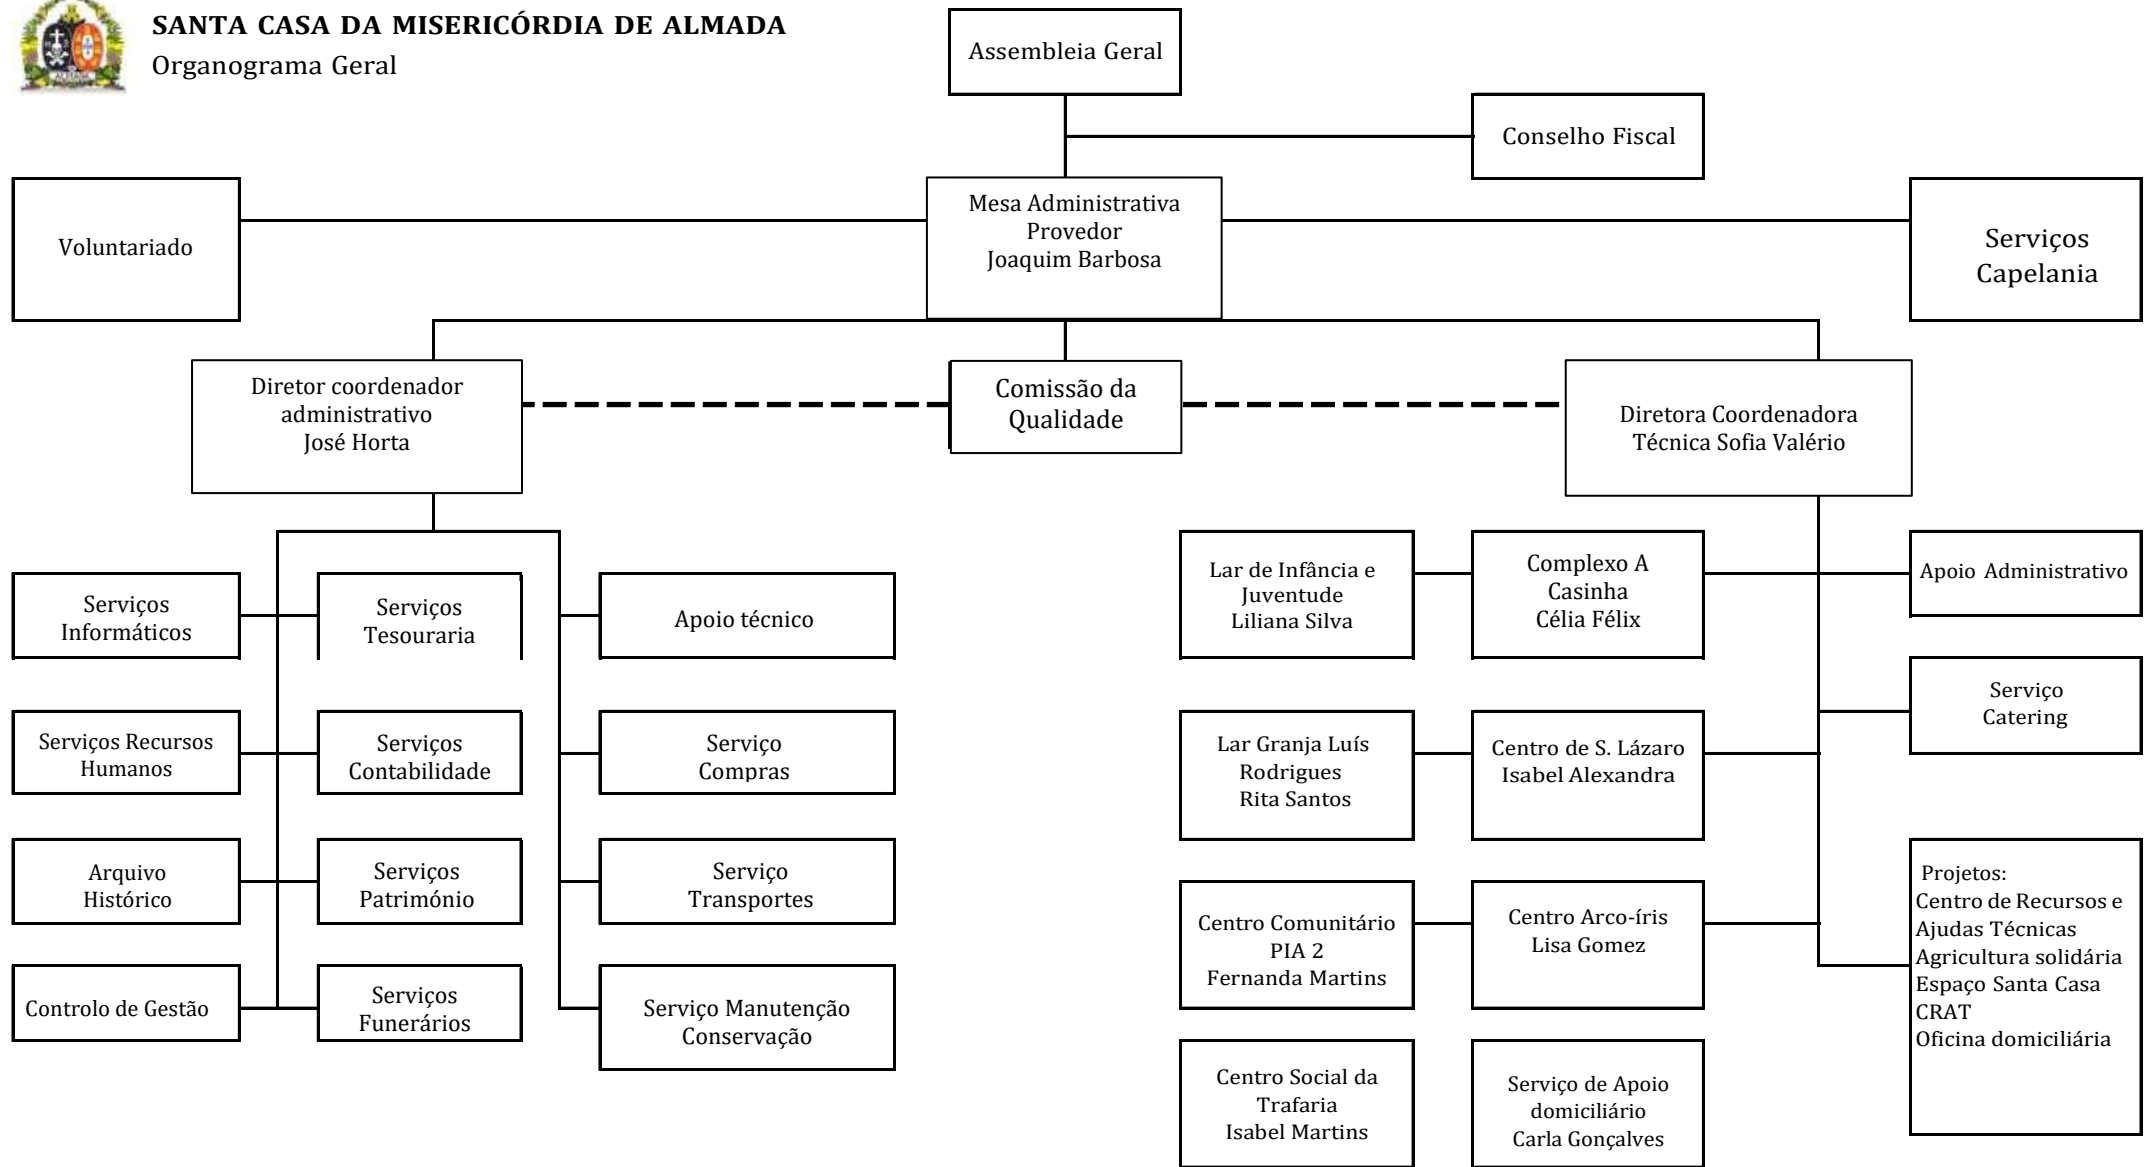 SANTA CASA DA MISERICÓRDIA DE ALMADA
Organograma Geral
Assembleia Geral
Conselho Fiscal
Voluntariado
Mesa Administrativa
Provedor
Joaquim Barbosa
Serviços
Capelania
Diretor coordenador
administrativo
José Horta
Comissão da
Qualidade
Diretora Coordenadora
Técnica Sofia Valério
Serviços
Informáticos
Serviços
Tesouraria
Apoio técnico
Lar de Infância e
Juventude
Liliana Silva
Complexo A
Casinha
Célia Félix
Apoio Administrativo
Serviço
Catering
Serviços Recursos
Humanos
Serviços
Contabilidade
Serviço
Compras
Lar Granja Luís
Rodrigues
Rita Santos
Centro de S. Lázaro
Isabel Alexandra
Arquivo
Histórico
Serviços
Património
Serviço
Transportes
Centro Comunitário
PIA 2
Fernanda Martins
Centro Arco-íris
Lisa Gomez
Projetos:
Centro de Recursos e
Ajudas Técnicas
Agricultura solidária
Espaço Santa Casa
CRAT
Oficina domiciliária
Controlo de Gestão
Serviços
Funerários
Serviço Manutenção
Conservação
Centro Social da
Trafaria
Isabel Martins
Serviço de Apoio
domiciliário
Carla Gonçalves